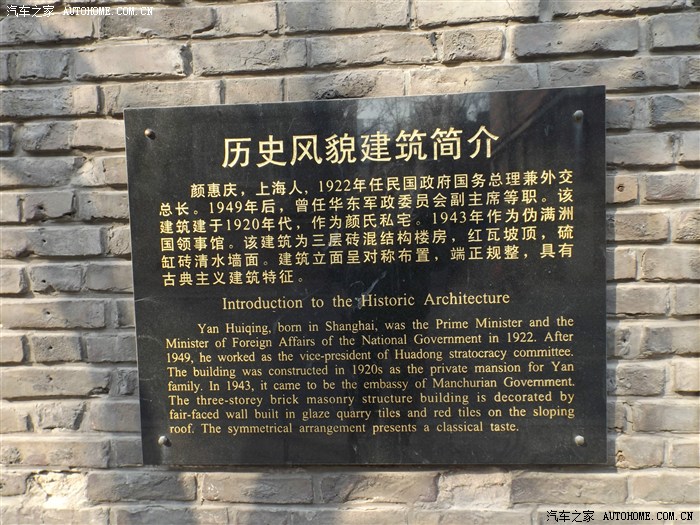 汽车之家 AUTOHOME.COM.CN
历史风貌建筑简介
颜惠庆，上海人，1922年任民国政府国务总理兼外交
总长。1949年后，曾任华东军政委员会副主席等职。该
建筑建于1920年代，作为颜氏私宅。1943年作为伪满洲
国领事馆。该建筑为三层砖混结构楼房，红瓦坡顶，硫
缸砖清水墙面。建筑立面呈对称布置，端正规整，具有
古典主义建筑特征。
Introduction to the Historic Architecture
Yan Huiqing, born in Shanghai, was the Prime Minister and the
Minister of Foreign Affairs of the National Government in 1922. After
1949, he worked as the vice-president of Huadong stratocracy committee.
The building was constructed in 1920s as the private mansion for Yan
family. In 1943, it came to be the embassy of Manchurian Government.
The three-storey brick masonry structure building is decorated by
fair-faced wall built in glaze quarry tiles and red tiles on the sloping
roof. The symmetrical arrangement presents a classical taste.
汽车之家 AUTOHOME.COM.CN